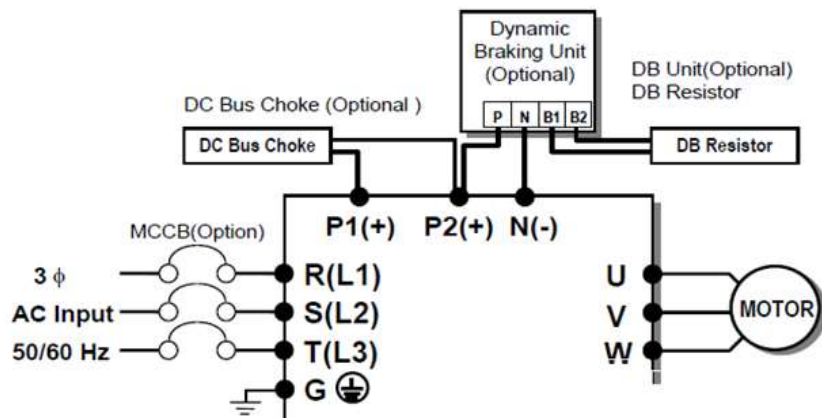 Dynamic
Braking Unit
(Optional)
P N B1 B2
DB Unit(Optional)
DB Resistor
DC Bus Choke (Optional )
DC Bus Choke
DB Resistor
P1(+) P2(+) N(-)
MCCB(Option)
3 ϕ
AC Input
50/60 Hz
R(L1)
S(L2)
T(L3)
G
U
V
W
MOTOR